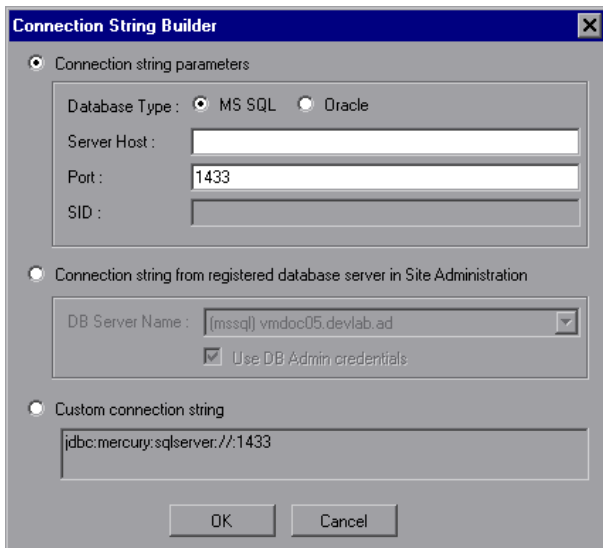 Connection String Builder
Connection string parameters
Database Type : MS SQL Oracle
Server Host :
Port : 1433
SID :
Connection string from registered database server in Site Administration
DB Server Name : (mssql) vmdoc05.devlab.ad
Use DB Admin credentials
Custom connection string
jdbc:mercury:sqlserver://:1433
OK Cancel